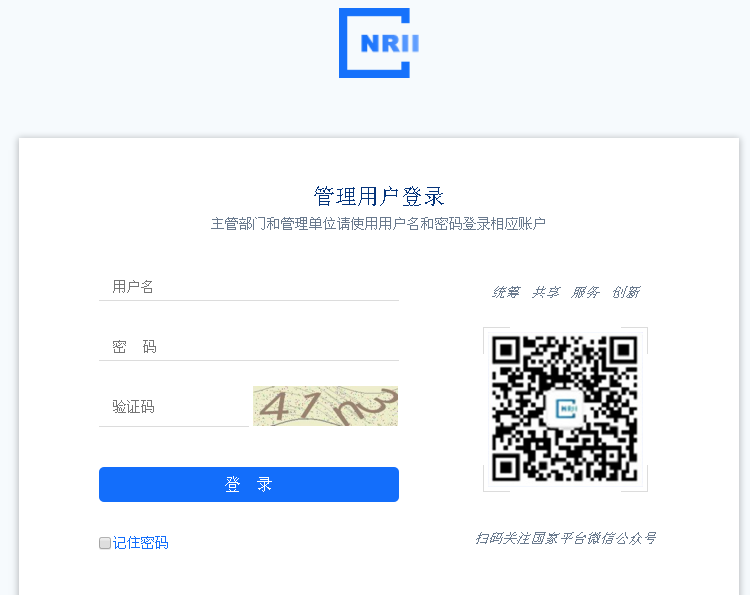 NRII
管理用户登录
主管部门和管理单位请使用用户名和密码登录相应账户
用户名
密 码
验证码 41n3
登 录
记住密码
统筹 共享 服务 创新
NRII
扫码关注国家平台微信公众号